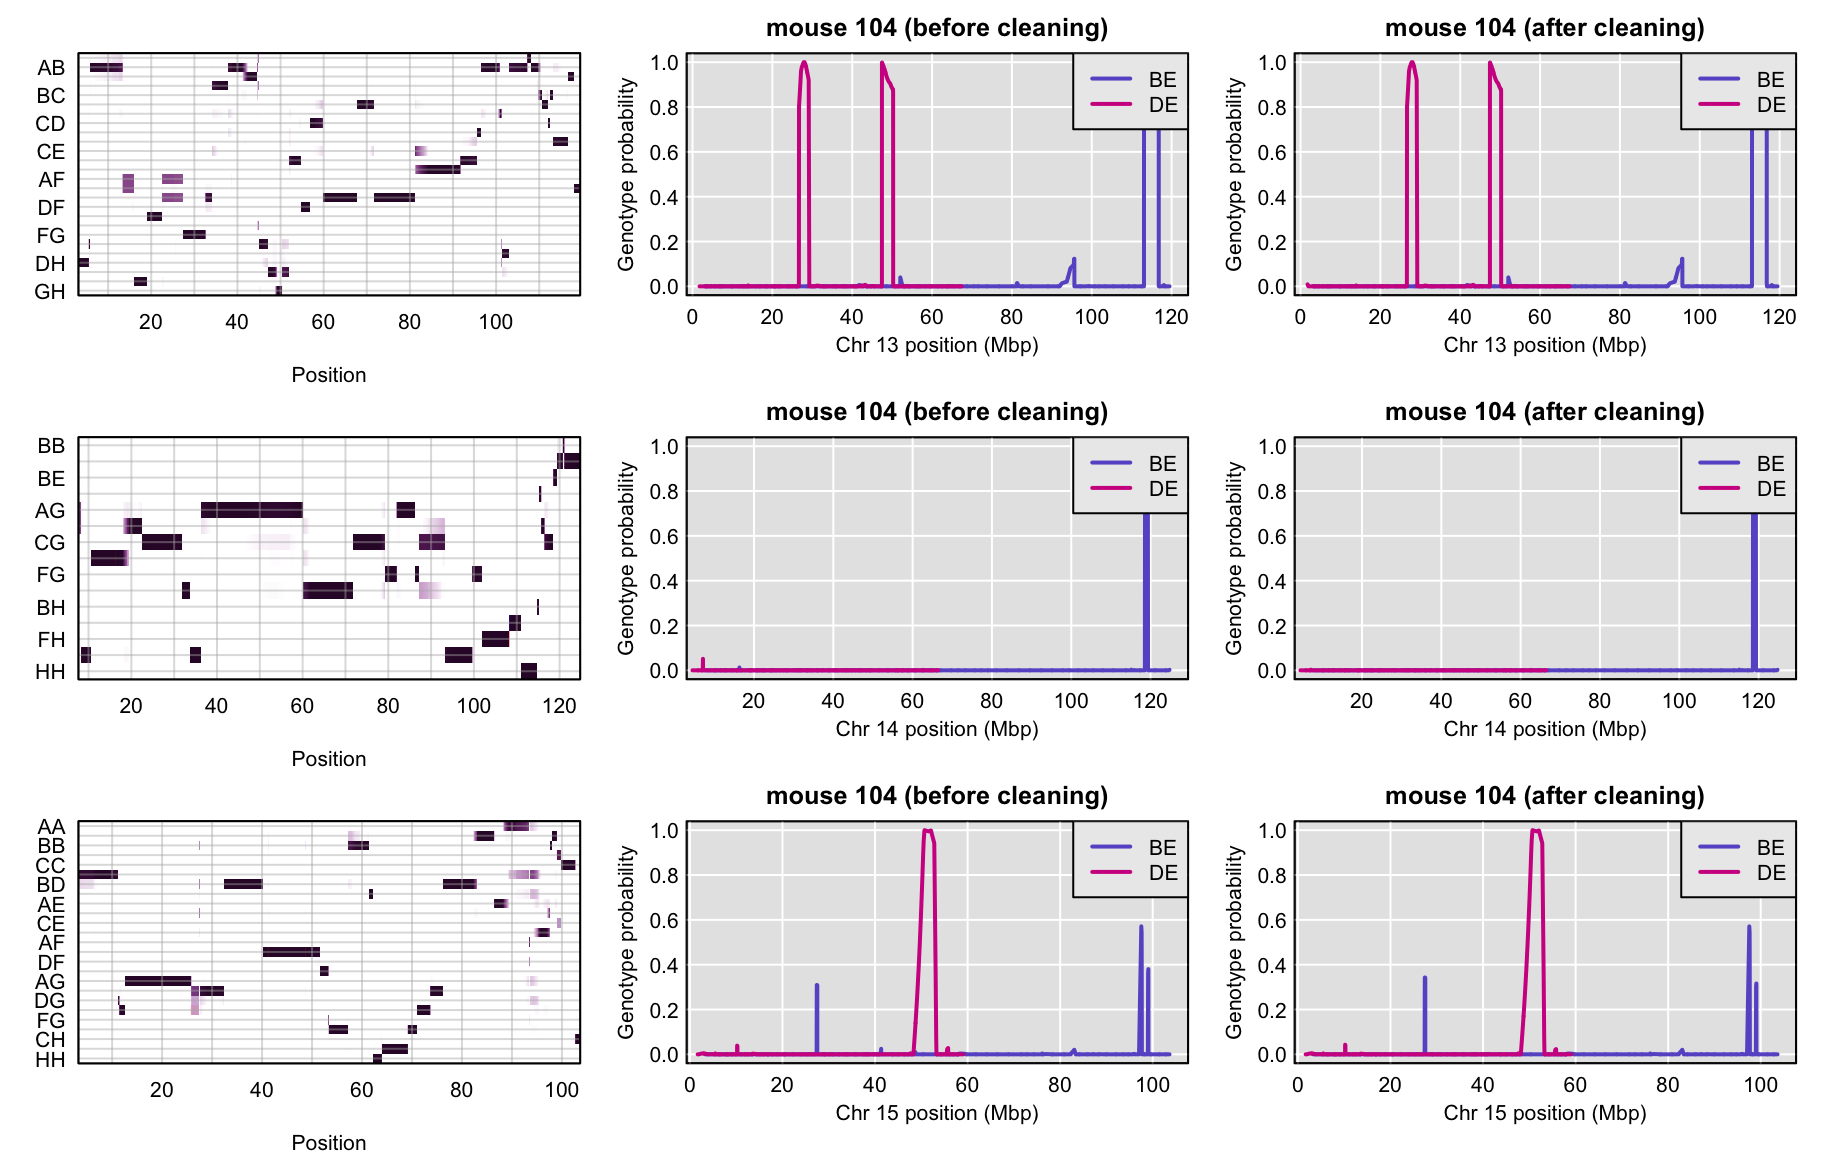 mouse 104 (before cleaning)
mouse 104 (after cleaning)
AB
BC
CD
CE
AF
DF
FG
DH
GH
20 40 60 80 100
Position
Genotype probability
1.0
0.8
0.6
0.4
0.2
0.0
BE
DE
0 20 40 60 80 100 120
Chr 13 position (Mbp)
Genotype probability
1.0
0.8
0.6
0.4
0.2
0.0
BE
DE
0 20 40 60 80 100 120
Chr 13 position (Mbp)
mouse 104 (before cleaning)
mouse 104 (after cleaning)
BB
BE
AG
CG
FG
BH
FH
HH
20 40 60 80 100 120
Position
Genotype probability
1.0
0.8
0.6
0.4
0.2
0.0
BE
DE
20 40 60 80 100 120
Chr 14 position (Mbp)
Genotype probability
1.0
0.8
0.6
0.4
0.2
0.0
BE
DE
20 40 60 80 100 120
Chr 14 position (Mbp)
mouse 104 (before cleaning)
mouse 104 (after cleaning)
AA
BB
CC
BD
AE
CE
AF
DF
AG
DG
FG
CH
HH
20 40 60 80 100
Position
Genotype probability
1.0
0.8
0.6
0.4
0.2
0.0
BE
DE
0 20 40 60 80 100
Chr 15 position (Mbp)
Genotype probability
1.0
0.8
0.6
0.4
0.2
0.0
BE
DE
0 20 40 60 80 100
Chr 15 position (Mbp)